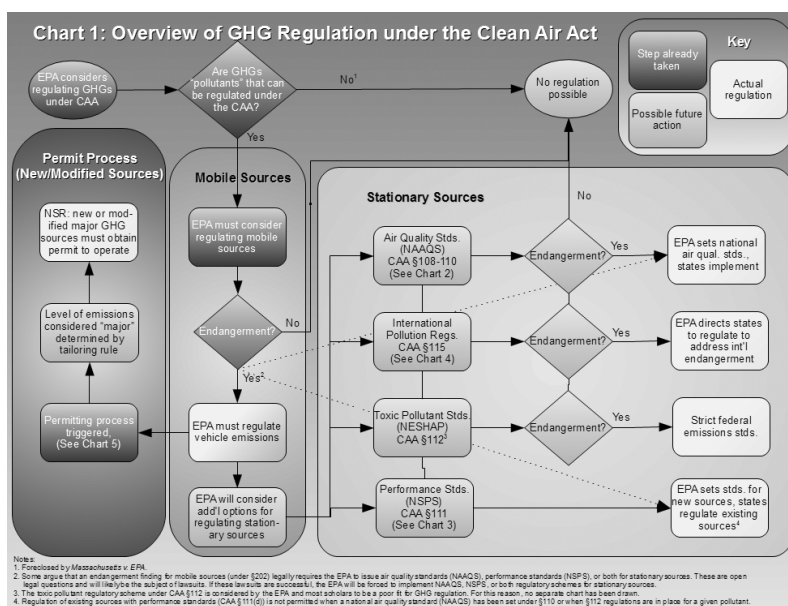 Chart 1: Overview of GHG Regulation under the Clean Air Act
Key
Step already
taken
Actual
regulation
Possible future
action
EPA considers
regulating GHGs
under CAA
Are GHGs
"pollutants" that can
be regulated under
the CAA?
No¹
No regulation
possible
Yes
Permit Process
(New/Modified Sources)
NSR: new or mod-
ified major GHG
sources must obtain
permit to operate
Level of emissions
considered "major"
determined by
tailoring rule
Permitting process
triggered,
(See Chart 5)
Mobile Sources
EPA must consider
regulating mobile
sources
Endangerment?
No
Yes²
EPA must regulate
vehicle emissions
EPA will consider
add'l options for
regulating station-
ary sources
Stationary Sources
No
Air Quality Stds.
(NAAQS)
CAA §108-110
(See Chart 2)
Endangerment?
Yes
EPA sets national
air qual. stds.,
states implement
International
Pollution Regs.
CAA §115
(See Chart 4)
Endangerment?
Yes
EPA directs states
to regulate to
address int'l
endangerment
Toxic Pollutant Stds.
(NESHAP)
CAA §112³
Endangerment?
Yes
Strict federal
emissions stds.
Performance Stds.
(NSPS)
CAA §111
(See Chart 3)
EPA sets stds. for
new sources, states
regulate existing
sources⁴
Notes:
1. Foreclosed by Massachusetts v. EPA.
2. Some argue that an endangerment finding for mobile sources (under §202) legally requires the EPA to issue air quality standards (NAAQS), performance standards (NSPS), or both for stationary sources. These are open
legal questions and will likely be the subject of lawsuits. If these lawsuits are successful, the EPA will be forced to implement NAAQS, NSPS, or both regulatory schemes for stationary sources.
3. The toxic pollutant regulatory scheme under CAA §112 is considered by the EPA and most scholars to be a poor fit for GHG regulation. For this reason, no separate chart has been drawn.
4. Regulation of existing sources with performance standards (CAA §111(d)) is not permitted when a national air quality standard (NAAQS) has been set under §110 or when §112 regulations are in place for a given pollutant.